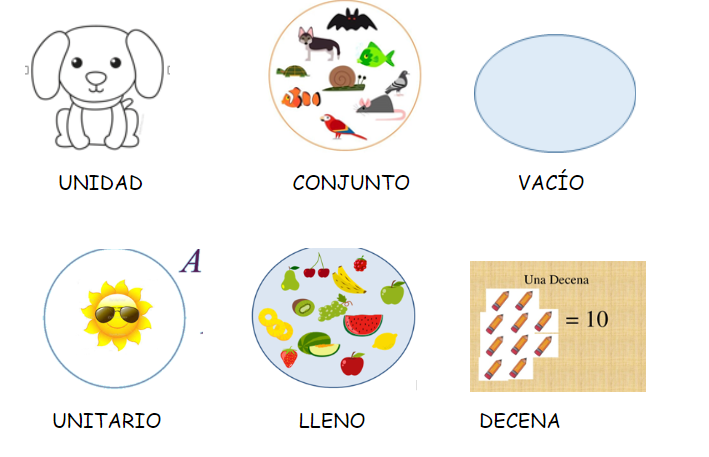 UNIDAD
CONJUNTO
VACÍO
A
UNITARIO
LLENO
Una Decena
= 10
DECENA